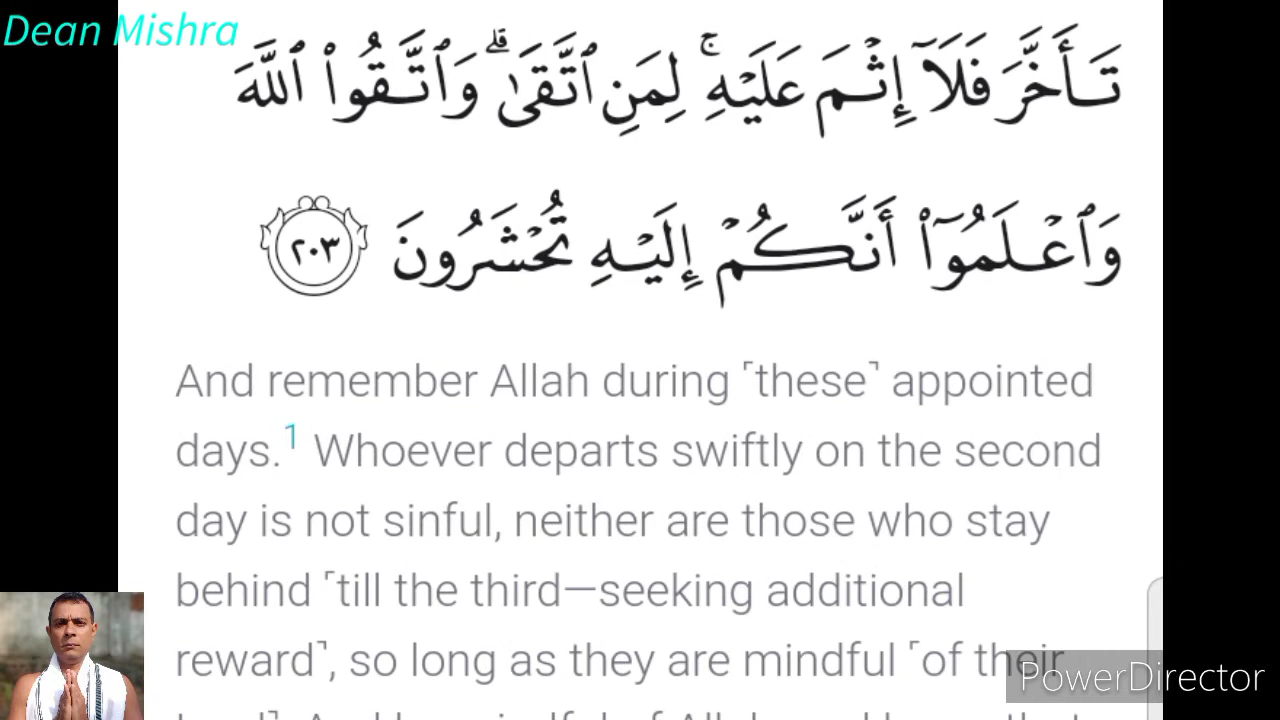 Dean Mishra
تَأَخَّرَ فَلَآ إِثْمَ عَلَيْهِ ۚ لِمَنِ ٱتَّقَىٰ ۗ وَٱتَّقُوا۟ ٱللَّهَ
وَٱعْلَمُوٓا۟ أَنَّكُمْ إِلَيْهِ تُحْشَرُونَ ٢٠٣
And remember Allah during ˹these˺ appointed
days.¹ Whoever departs swiftly on the second
day is not sinful, neither are those who stay
behind ˹till the third—seeking additional
reward˺, so long as they are mindful ˹of their
PowerDirector